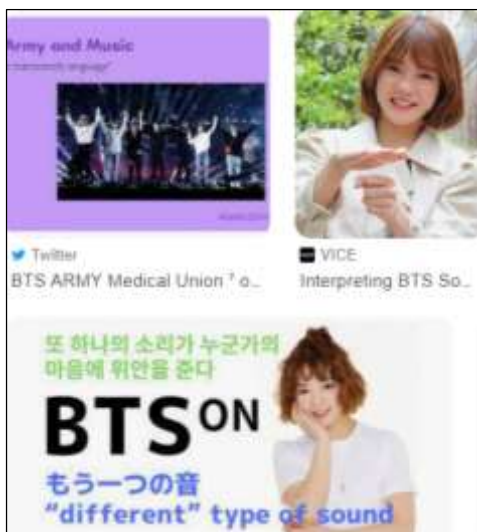 Army and Music
Twitter
BTS ARMY Medical Union ⁷ o...
VICE
Interpreting BTS So...
또 하나의 소리가 누군가의
마음에 위안을 준다
BTS ON
もう一つの音
“different” type of sound